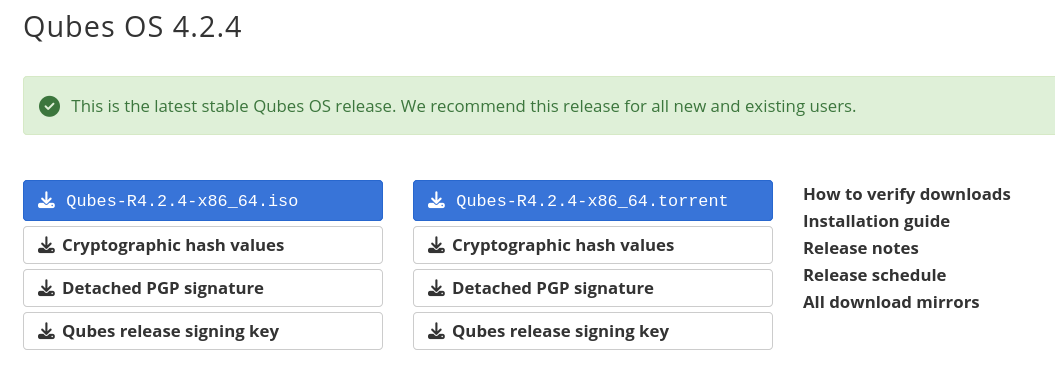 Qubes OS 4.2.4
This is the latest stable Qubes OS release. We recommend this release for all new and existing users.
Qubes-R4.2.4-x86_64.iso
Cryptographic hash values
Detached PGP signature
Qubes release signing key
Qubes-R4.2.4-x86_64.torrent
Cryptographic hash values
Detached PGP signature
Qubes release signing key
How to verify downloads
Installation guide
Release notes
Release schedule
All download mirrors